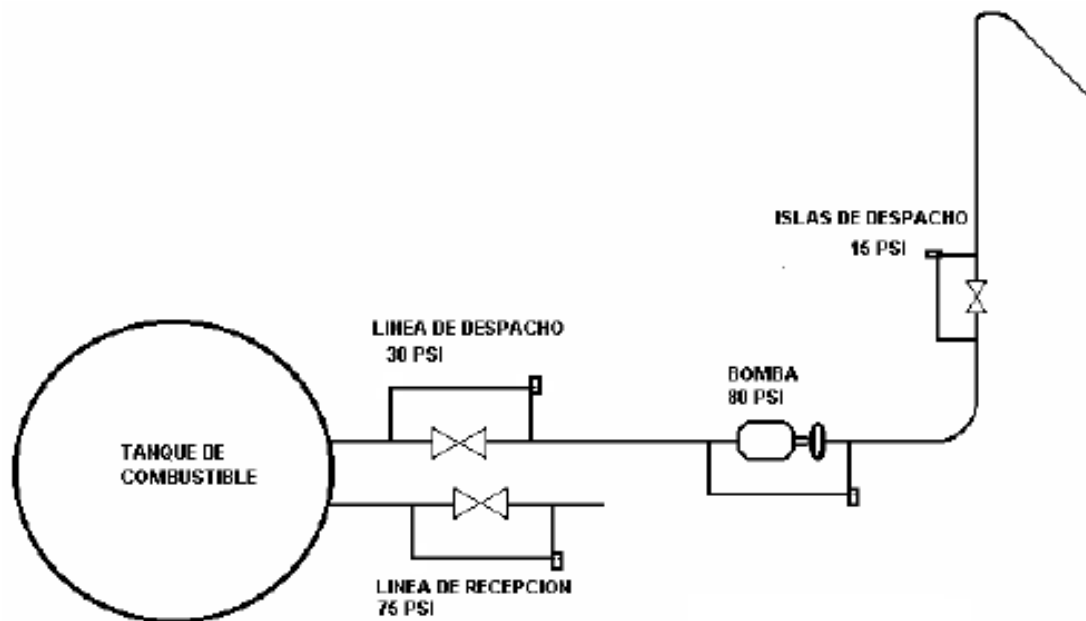 ISLAS DE DESPACHO
15 PSI
LINEA DE DESPACHO
30 PSI
BOMBA
80 PSI
TANQUE DE
COMBUSTIBLE
LINEA DE RECEPCION
75 PSI